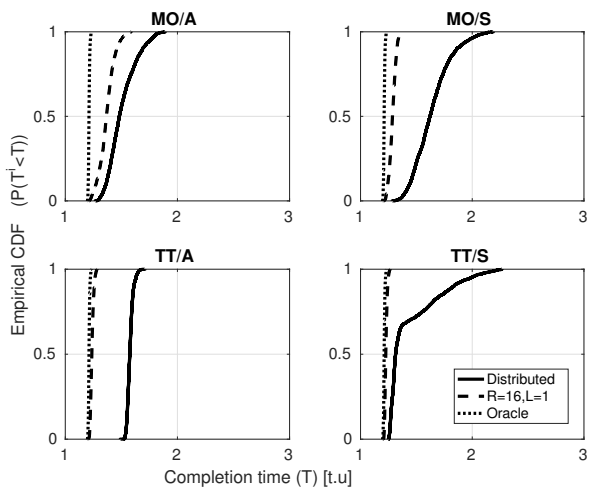 MO/A
MO/S
1
0.5
0
1
2
3
1
0.5
0
1
2
3
Empirical CDF (P(T^i<T))
TT/A
TT/S
1
0.5
0
1
2
3
1
0.5
0
1
2
3
Distributed
R=16,L=1
Oracle
Completion time (T) [t.u]